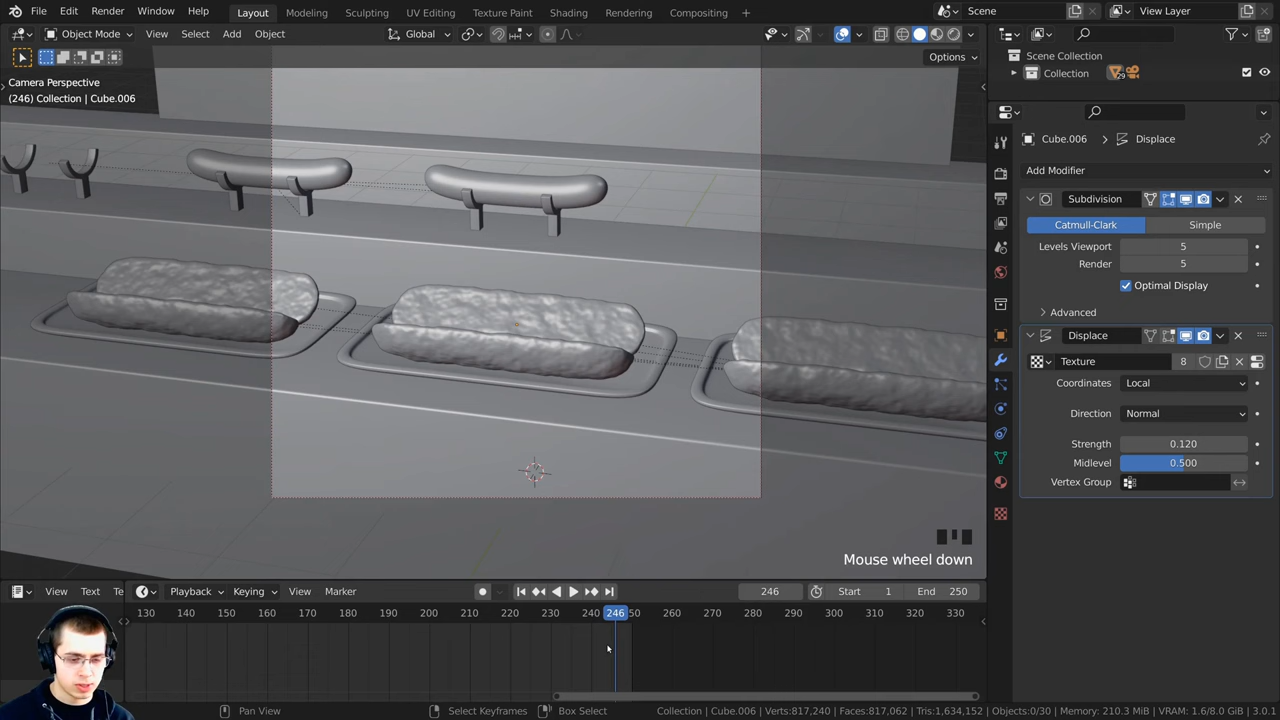 File Edit Render Window Help Layout Modeling Sculpting UV Editing Texture Paint Shading Animation Rendering Compositing + Scene View Layer
Object Mode View Select Add Object Global
Options
Camera Perspective
(246) Collection | Cube.006
Scene Collection
Collection 29
Cube.006 > Displace
Add Modifier
Subdivision
Catmull-Clark Simple
Levels Viewport 5
Render 5
Optimal Display
Advanced
Displace
Texture 8
Coordinates Local
Direction Normal
Strength 0.120
Midlevel 0.500
Vertex Group
Mouse wheel down
View Text Te Playback Keying View Marker 246 Start 1 End 250
130 140 150 160 170 180 190 200 210 220 230 240 246 50 260 270 280 290 300 310 320 330
Pan View Select Keyframes Box Select Collection | Cube.006 | Verts:817,240 | Faces:817,062 | Tris:1,634,152 | Objects:0/30 | Memory: 210.3 MiB | VRAM: 1.6/8.0 GiB | 3.0.1